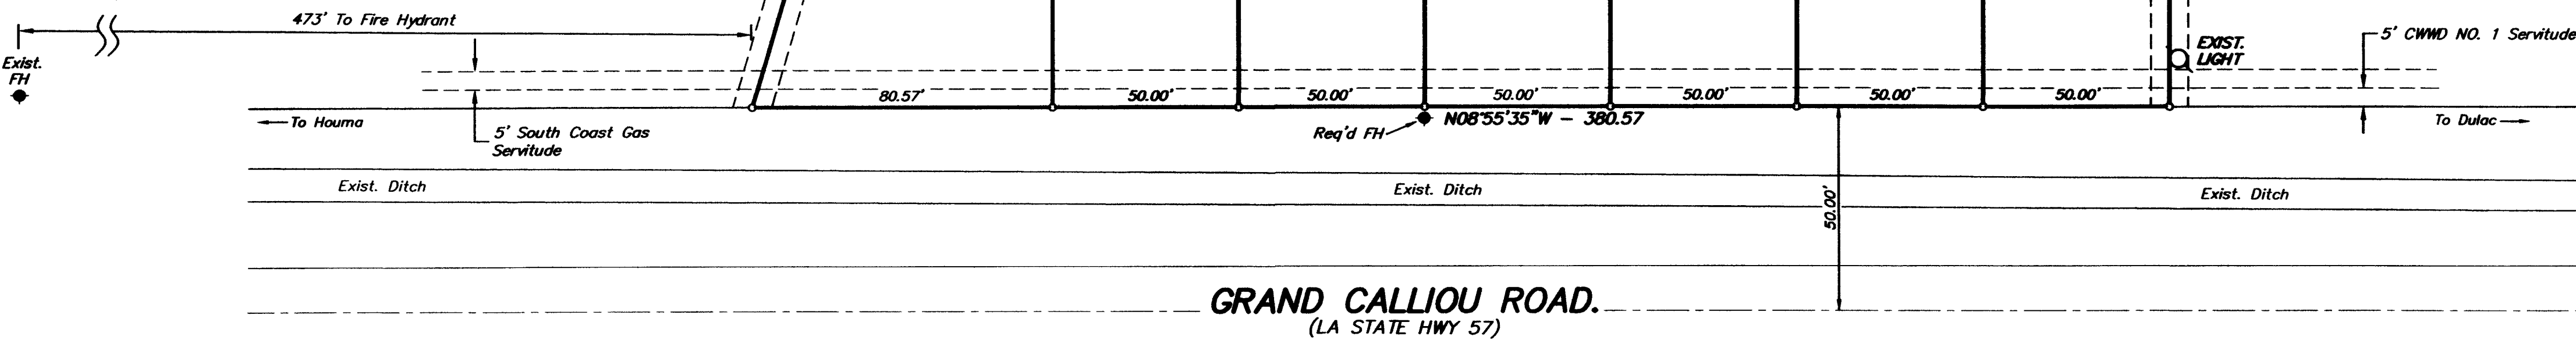 473' To Fire Hydrant
Exist.
FH
5' CWWD NO. 1 Servitude
EXIST.
LIGHT
80.57'
50.00'
50.00'
50.00'
50.00'
50.00'
50.00'
To Houma
5' South Coast Gas
Servitude
Req'd FH
N08°55'35"W - 380.57
To Dulac
Exist. Ditch
Exist. Ditch
Exist. Ditch
50.00'
GRAND CALLIOU ROAD.
(LA STATE HWY 57)